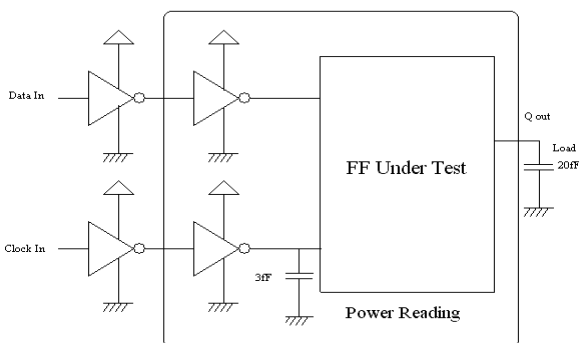 Data In
Q out
FF Under Test
Load
20fF
Clock In
3fF
Power Reading